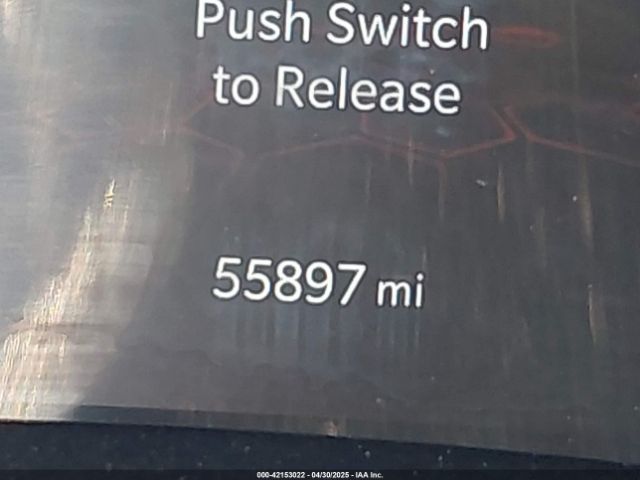 Push Switch
to Release
55897 mi
000-42153022 - 04/30/2025 - IAA Inc.